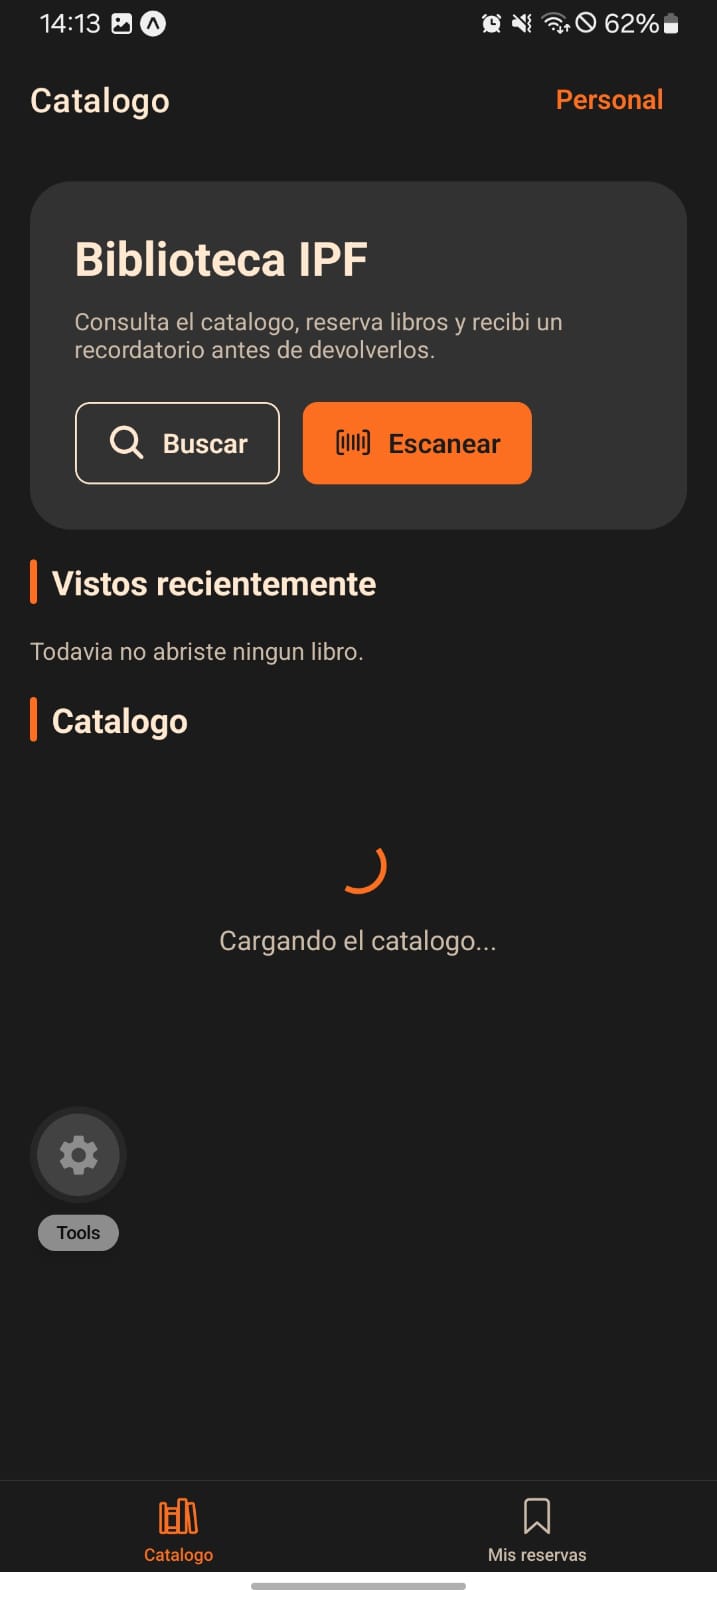 14:13
62%
Catalogo
Personal
Biblioteca IPF
Consulta el catalogo, reserva libros y recibi un
recordatorio antes de devolverlos.
Buscar
Escanear
Vistos recientemente
Todavia no abriste ningun libro.
Catalogo
Cargando el catalogo...
Tools
Catalogo
Mis reservas